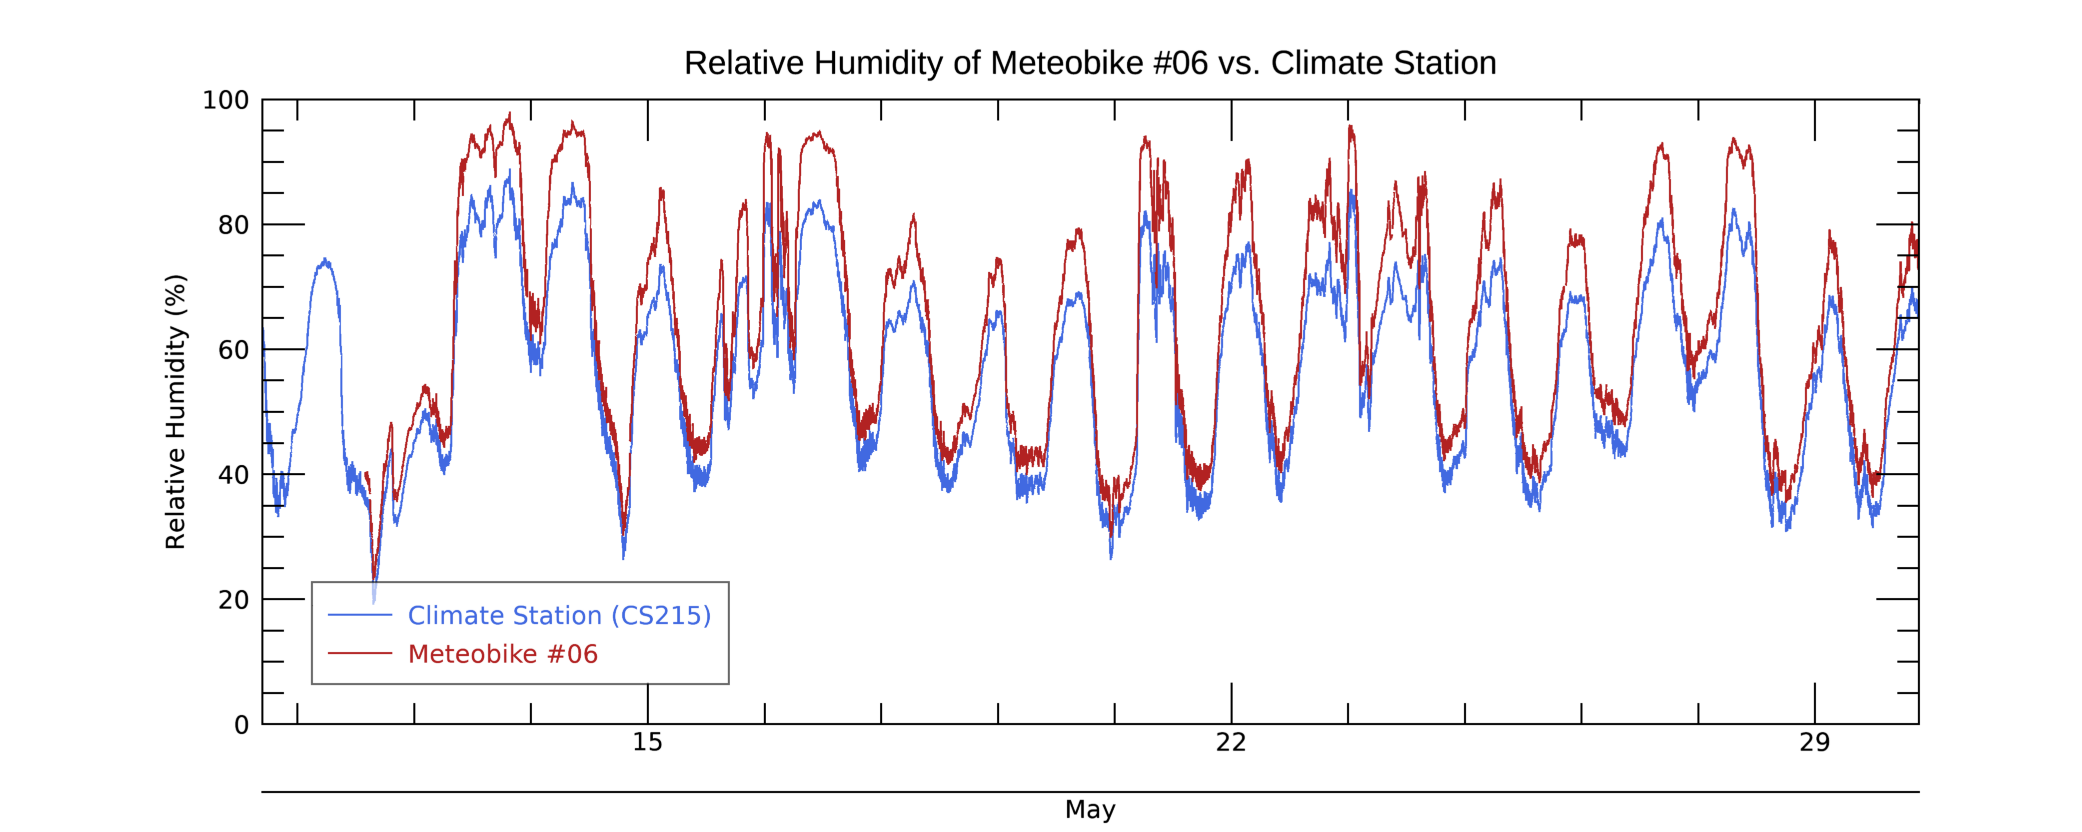 Relative Humidity of Meteobike #06 vs. Climate Station
Relative Humidity (%)
100
80
60
40
20
0
Climate Station (CS215)
Meteobike #06
15
22
29
May